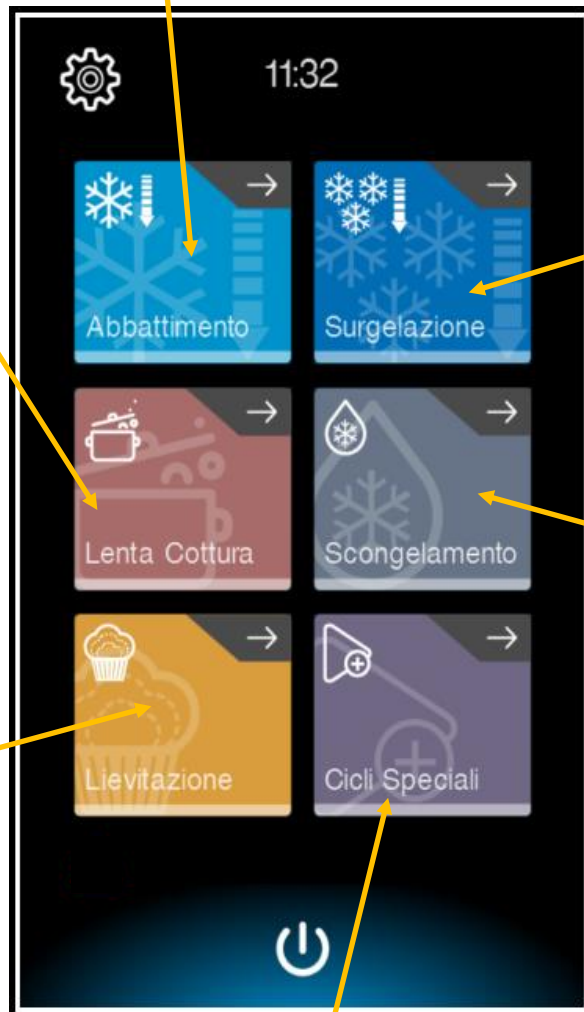 11:32
Abbattimento
Surgelazione
Lenta Cottura
Scongelamento
Lievitazione
Cicli Speciali